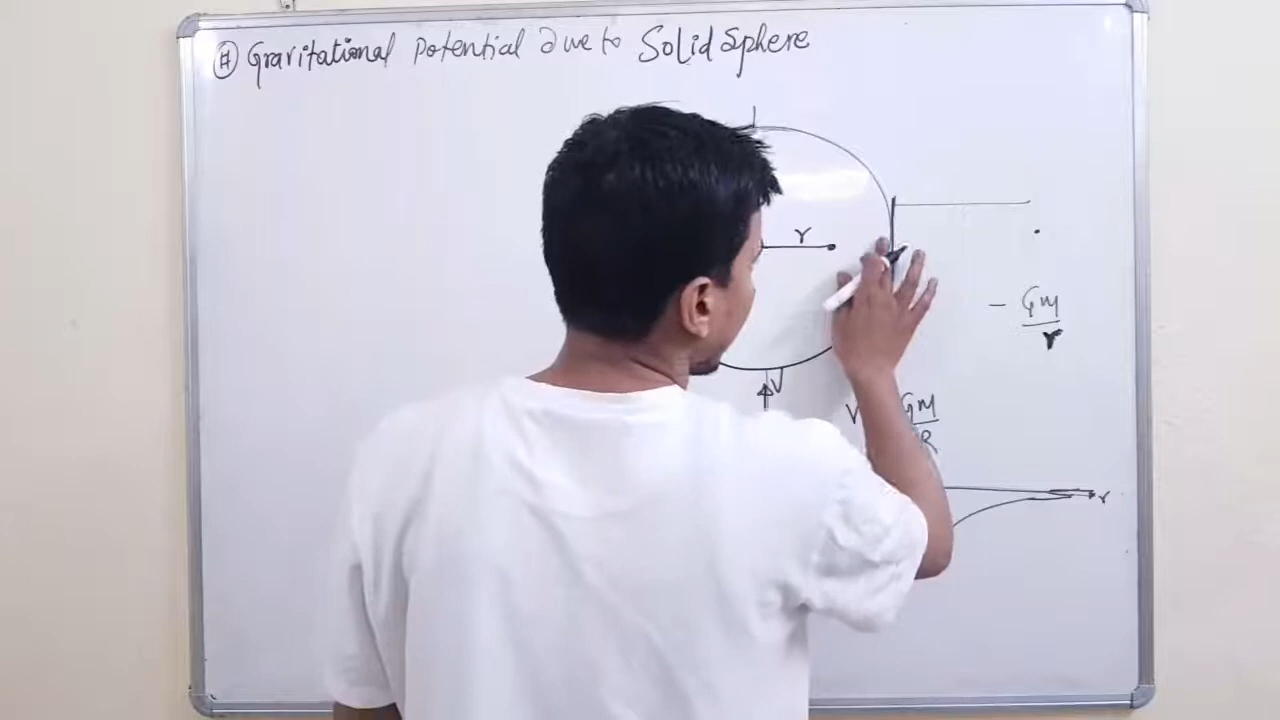 # Gravitational potential due to Solid Sphere
r
- GM
r
V
V GM
R
r